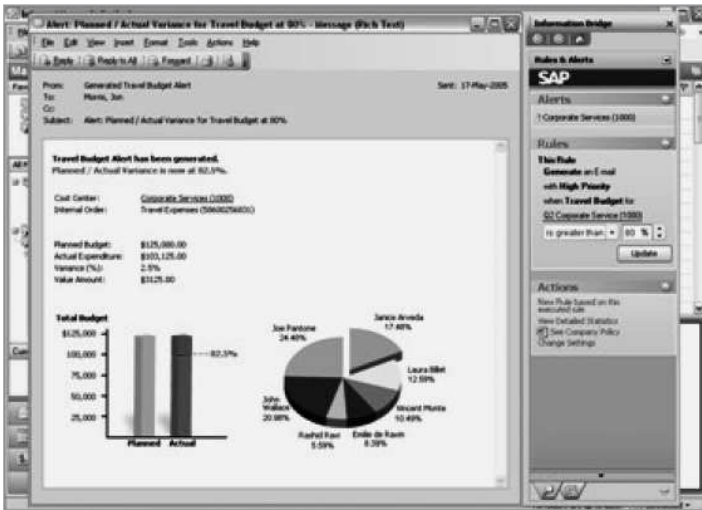 Alert: Planned / Actual Variance for Travel Budget at 80% - Message (Rich Text)
File Edit View Insert Format Tools Actions Help
Reply Reply to All Forward
From: Generated Travel Budget Alert Sent: 17-May-2005
To: Morris, Jon
Cc:
Subject: Alert: Planned / Actual Variance for Travel Budget at 80%
Travel Budget Alert has been generated.
Planned / Actual Variance is now at 82.5%.
Cost Center: Corporate Services (1000)
Internal Order: Travel Expenses
Planned Budget: $125,000.00
Actual Expenditure: $103,125.00
Variance (%): 2.5%
Value Amount: $3125.00
Total Budget
$125,000
100,000
75,000
50,000
25,000
82.5%
Planned Actual
Joe Pantone
24.48%
Janice Arveda
17.48%
Laura Billet
12.59%
Vincent Monte
10.49%
Emilie de Ravin
8.39%
Rashid Ravi
5.59%
John
Wallace
20.98%
Information Bridge
Rules & Alerts
SAP
Alerts
! Corporate Services (1000)
Rules
This Rule
Generate an E-mail
with High Priority
when Travel Budget for
Q2 Corporate Service (1000)
is greater than 80 %
Update
Actions
New Rule based on this
executed rule
View Detailed Statistics
See Company Policy
Change Settings